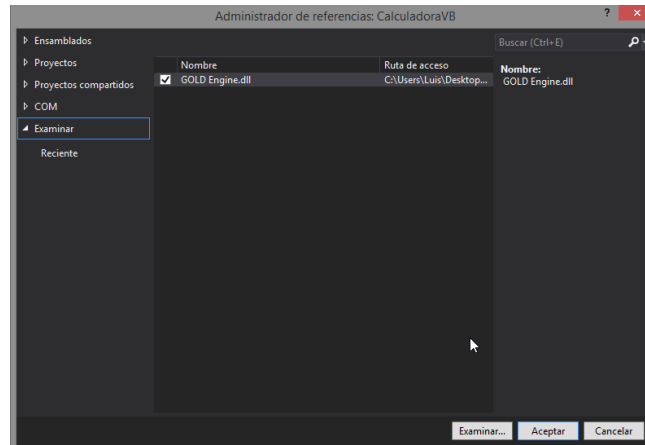 Administrador de referencias: CalculadoraVB
?
Ensamblados
Proyectos
Proyectos compartidos
COM
Examinar
Reciente
Nombre Ruta de acceso
GOLD Engine.dll C:\Users\Luis\Desktop...
Buscar (Ctrl+E)
Nombre:
GOLD Engine.dll
Examinar... Aceptar Cancelar